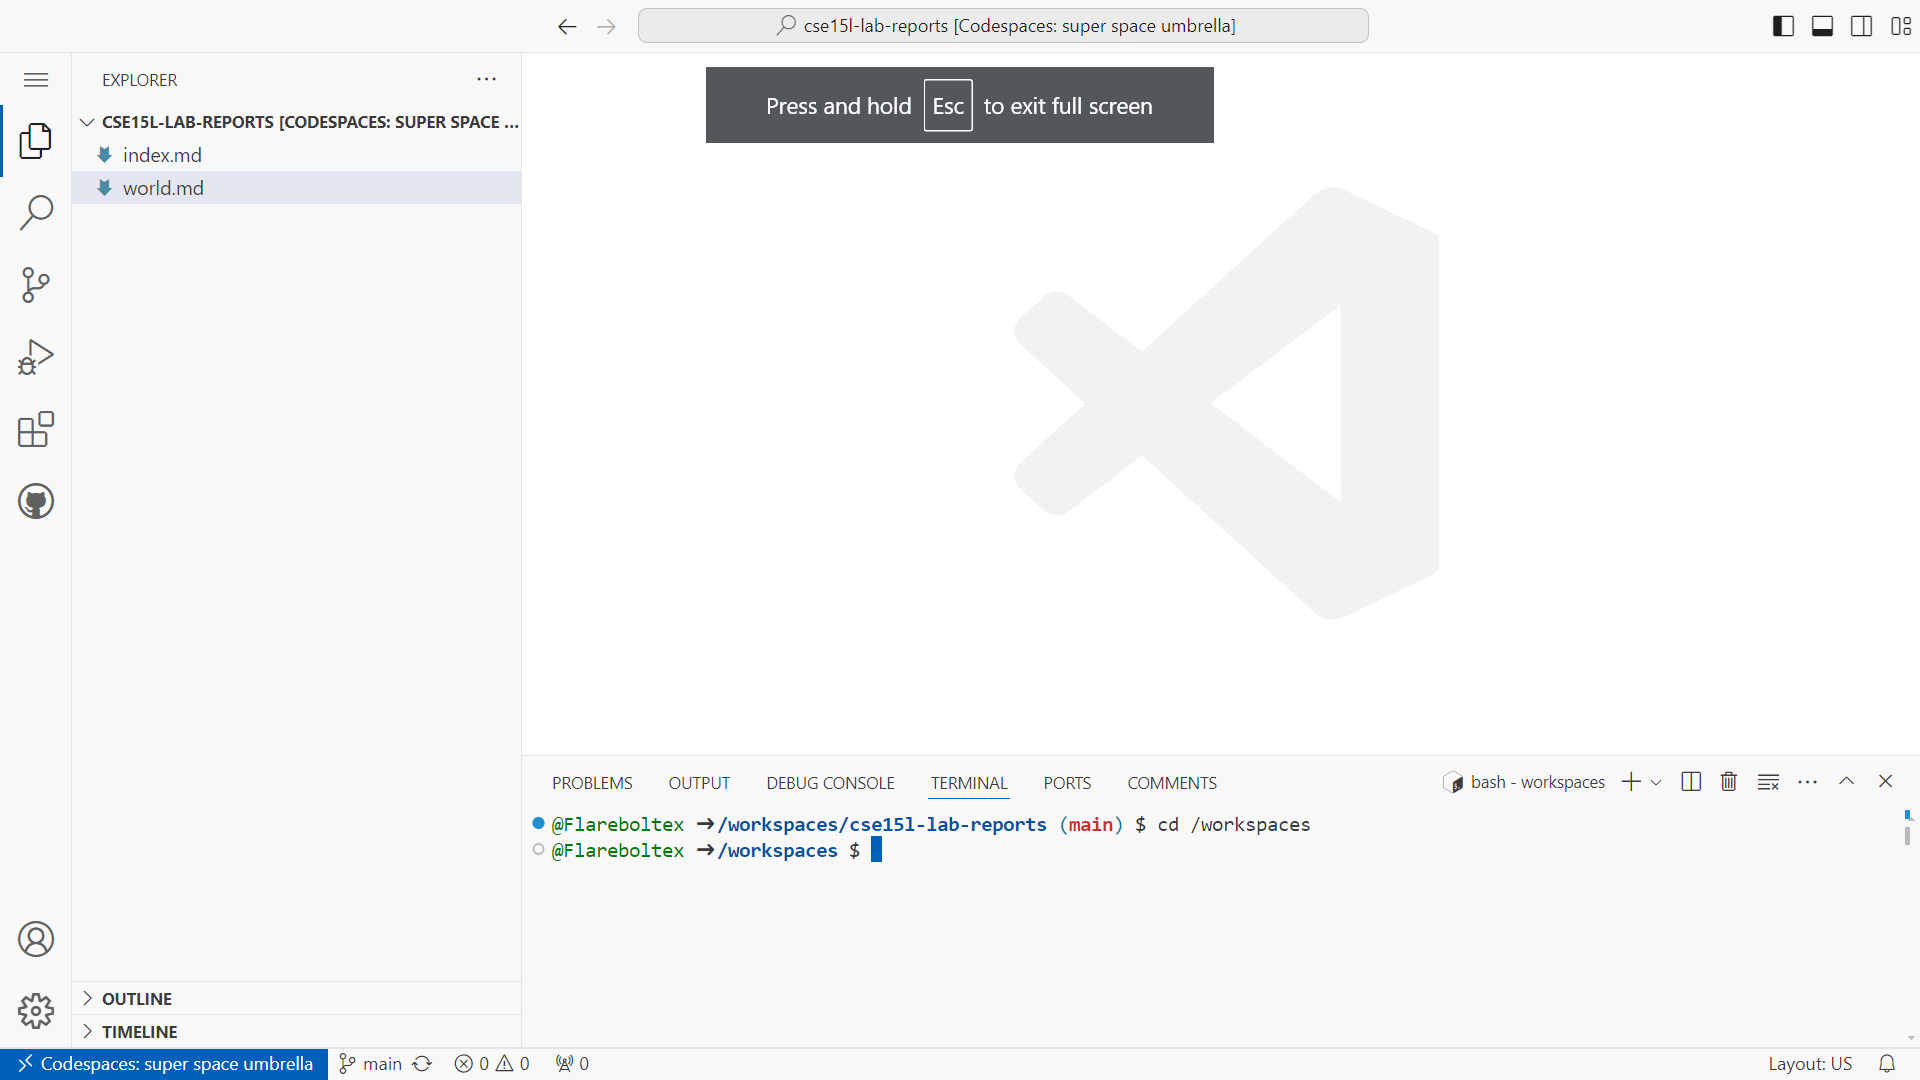 cse15l-lab-reports [Codespaces: super space umbrella]
EXPLORER
Press and hold Esc to exit full screen
CSE15L-LAB-REPORTS [CODESPACES: SUPER SPACE ...
index.md
world.md
PROBLEMS OUTPUT DEBUG CONSOLE TERMINAL PORTS COMMENTS bash - workspaces
@Flareboltex ➜/workspaces/cse15l-lab-reports (main) $ cd /workspaces
@Flareboltex ➜/workspaces $
OUTLINE
TIMELINE
Codespaces: super space umbrella main 0 0 0 Layout: US